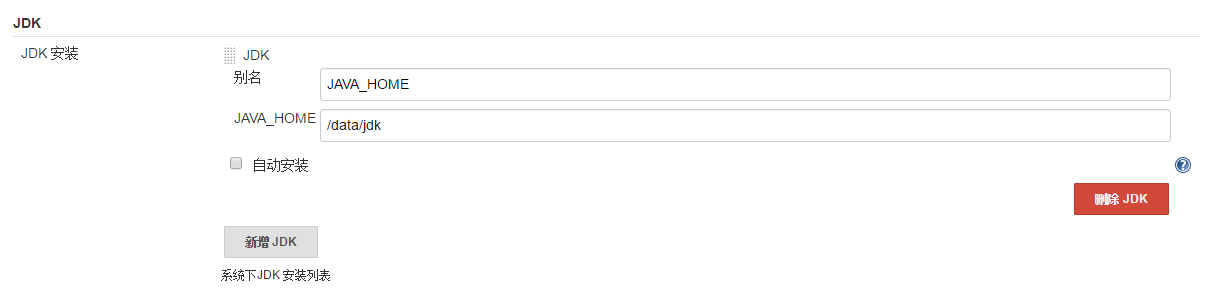 JDK
JDK 安装
JDK
别名
JAVA_HOME
JAVA_HOME
/data/jdk
自动安装
?
删除 JDK
新增 JDK
系统下JDK 安装列表